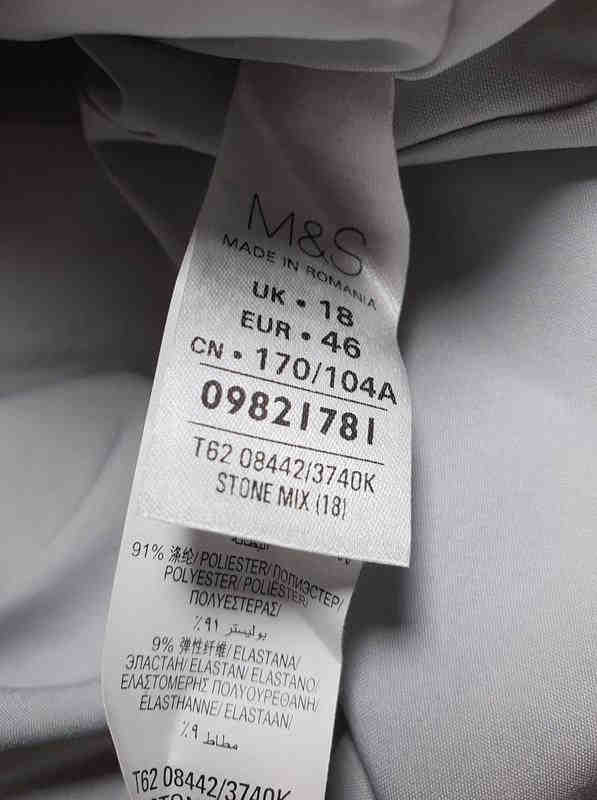 M&S
MADE IN ROMANIA
UK • 18
EUR • 46
CN • 170/104A
09821781
T62 08442/3740K
STONE MIX (18)
91% 涤纶/ POLIESTER/ ПОЛИЭСТЕР/
POLYESTER/ POLIÉSTER/
ΠΟΛΥΕΣΤΕΡΑΣ/
بوليستر ٩١٪
9% 弹性纤维/ ELASTANA/
ЭЛАСТАН/ ELASTAN/ ELASTANO/
ΕΛΑΣΤΟΜΕΡΗΣ ΠΟΛΥΟΥΡΕΘΑΝΗ/
ÉLASTHANNE/ ELASTAAN/
مطاط ٩٪
T62 08442/3740K